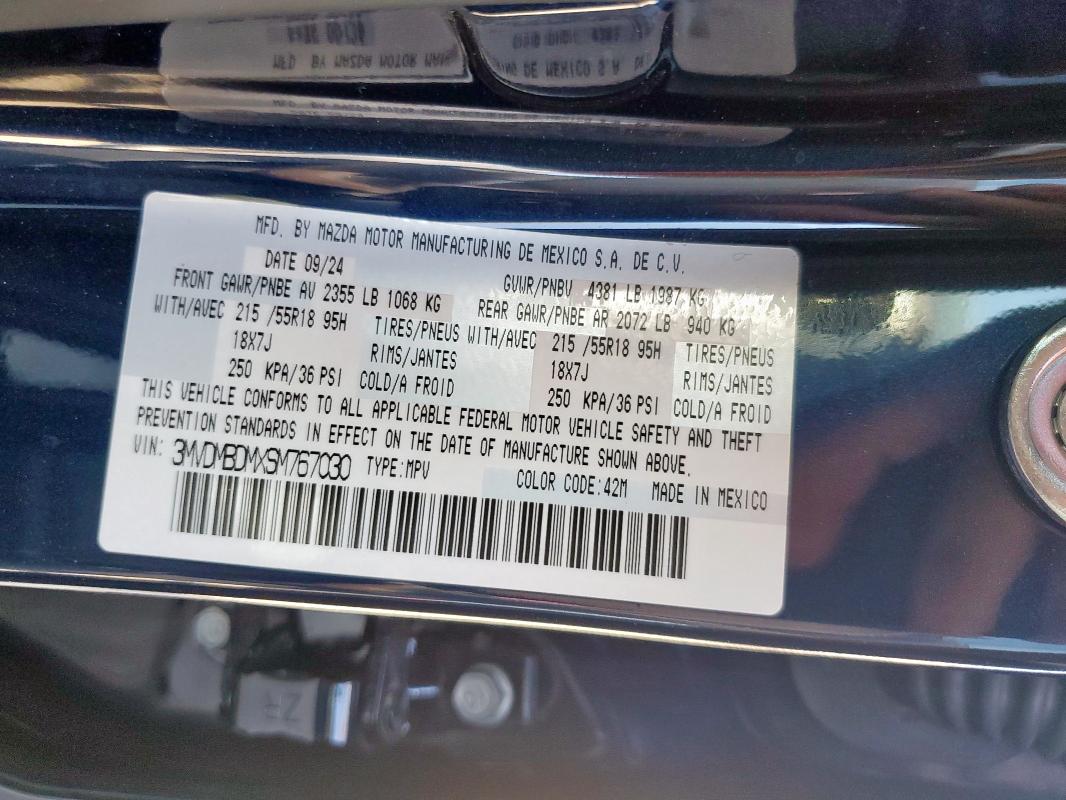 MFD. BY MAZDA MOTOR MANUFACTURING DE MEXICO S.A. DE C.V.
DATE 09/24 GVWR/PNBV 4381 LB 1987 KG
FRONT GAWR/PNBE AV 2355 LB 1068 KG REAR GAWR/PNBE AR 2072 LB 940 KG
WITH/AVEC 215 /55R18 95H TIRES/PNEUS WITH/AVEC 215 /55R18 95H TIRES/PNEUS
18X7J RIMS/JANTES 18X7J RIMS/JANTES
250 KPA/36 PSI COLD/A FROID 250 KPA/36 PSI COLD/A FROID
THIS VEHICLE CONFORMS TO ALL APPLICABLE FEDERAL MOTOR VEHICLE SAFETY AND THEFT
PREVENTION STANDARDS IN EFFECT ON THE DATE OF MANUFACTURE SHOWN ABOVE.
VIN: 3MVDMBDMXSM767030 TYPE:MPV COLOR CODE:42M MADE IN MEXICO
ZR